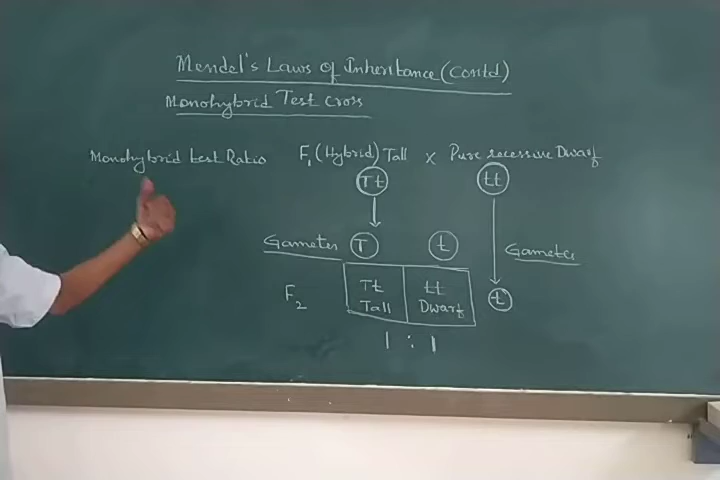 Mendel's Laws of Inheritance (Contd)
Monohybrid Test Cross
Monohybrid test Ratio F₁ (Hybrid) Tall × Pure recessive Dwarf
Tt tt
Gametes T t Gametes
F₂ Tt tt t
Tall Dwarf
1 : 1